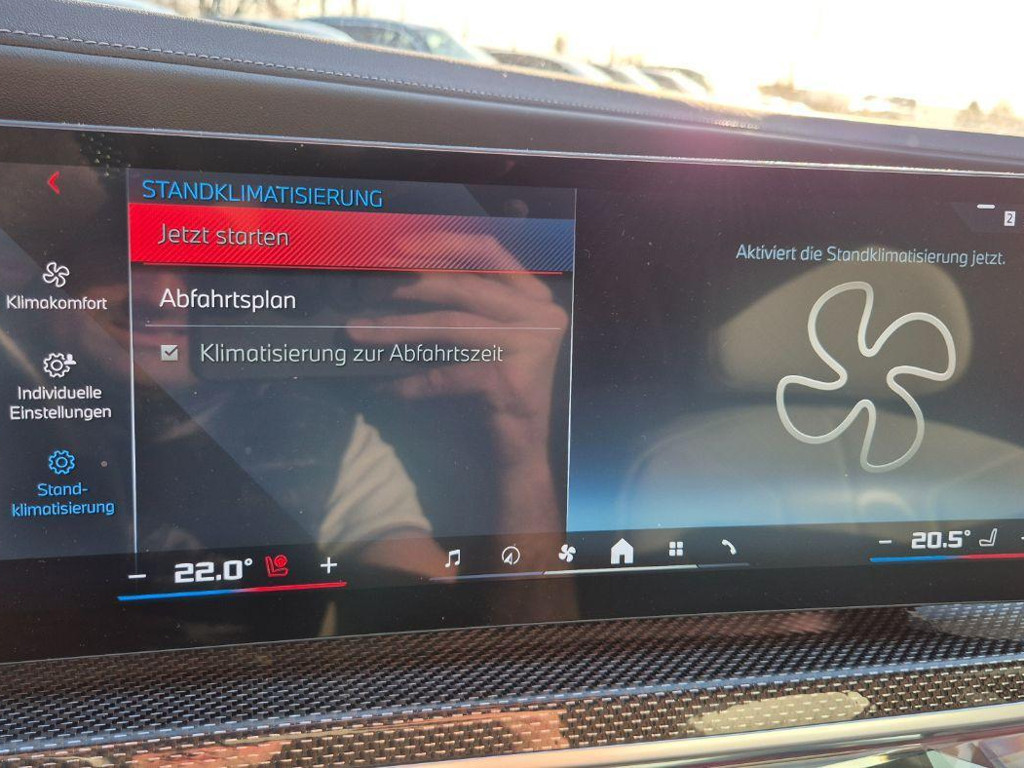 STANDKLIMATISIERUNG
Jetzt starten
Abfahrtsplan
Klimatisierung zur Abfahrtszeit
Klimakomfort
Individuelle
Einstellungen
Stand-
klimatisierung
Aktiviert die Standklimatisierung jetzt.
2
− 22.0° +
− 20.5°